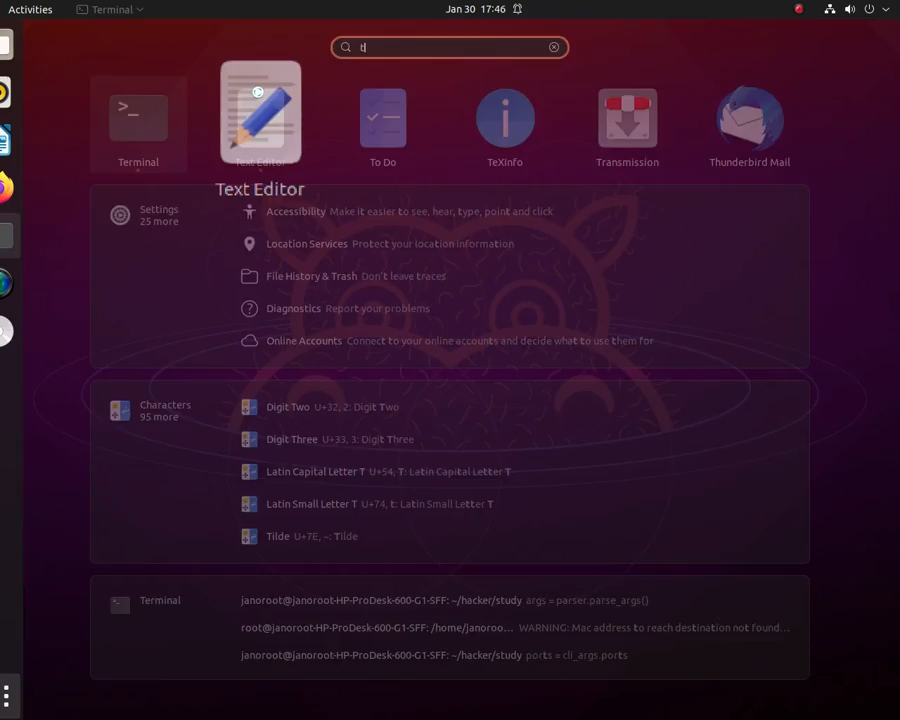 Activities
Terminal
Jan 30 17:46
t
Terminal
Text Editor
To Do
TeXInfo
Transmission
Thunderbird Mail
Text Editor
Settings
25 more
Accessibility Make it easier to see, hear, type, point and click
Location Services Protect your location information
File History & Trash Don't leave traces
Diagnostics Report your problems
Online Accounts Connect to your online accounts and decide what to use them for
Characters
95 more
Digit Two U+32, 2: Digit Two
Digit Three U+33, 3: Digit Three
Latin Capital Letter T U+54, T: Latin Capital Letter T
Latin Small Letter T U+74, t: Latin Small Letter T
Tilde U+7E, ~: Tilde
Terminal
janoroot@janoroot-HP-ProDesk-600-G1-SFF: ~/hacker/study args = parser.parse_args()
root@janoroot-HP-ProDesk-600-G1-SFF: /home/janoroo... WARNING: Mac address to reach destination not found...
janoroot@janoroot-HP-ProDesk-600-G1-SFF: ~/hacker/study ports = cli_args.ports